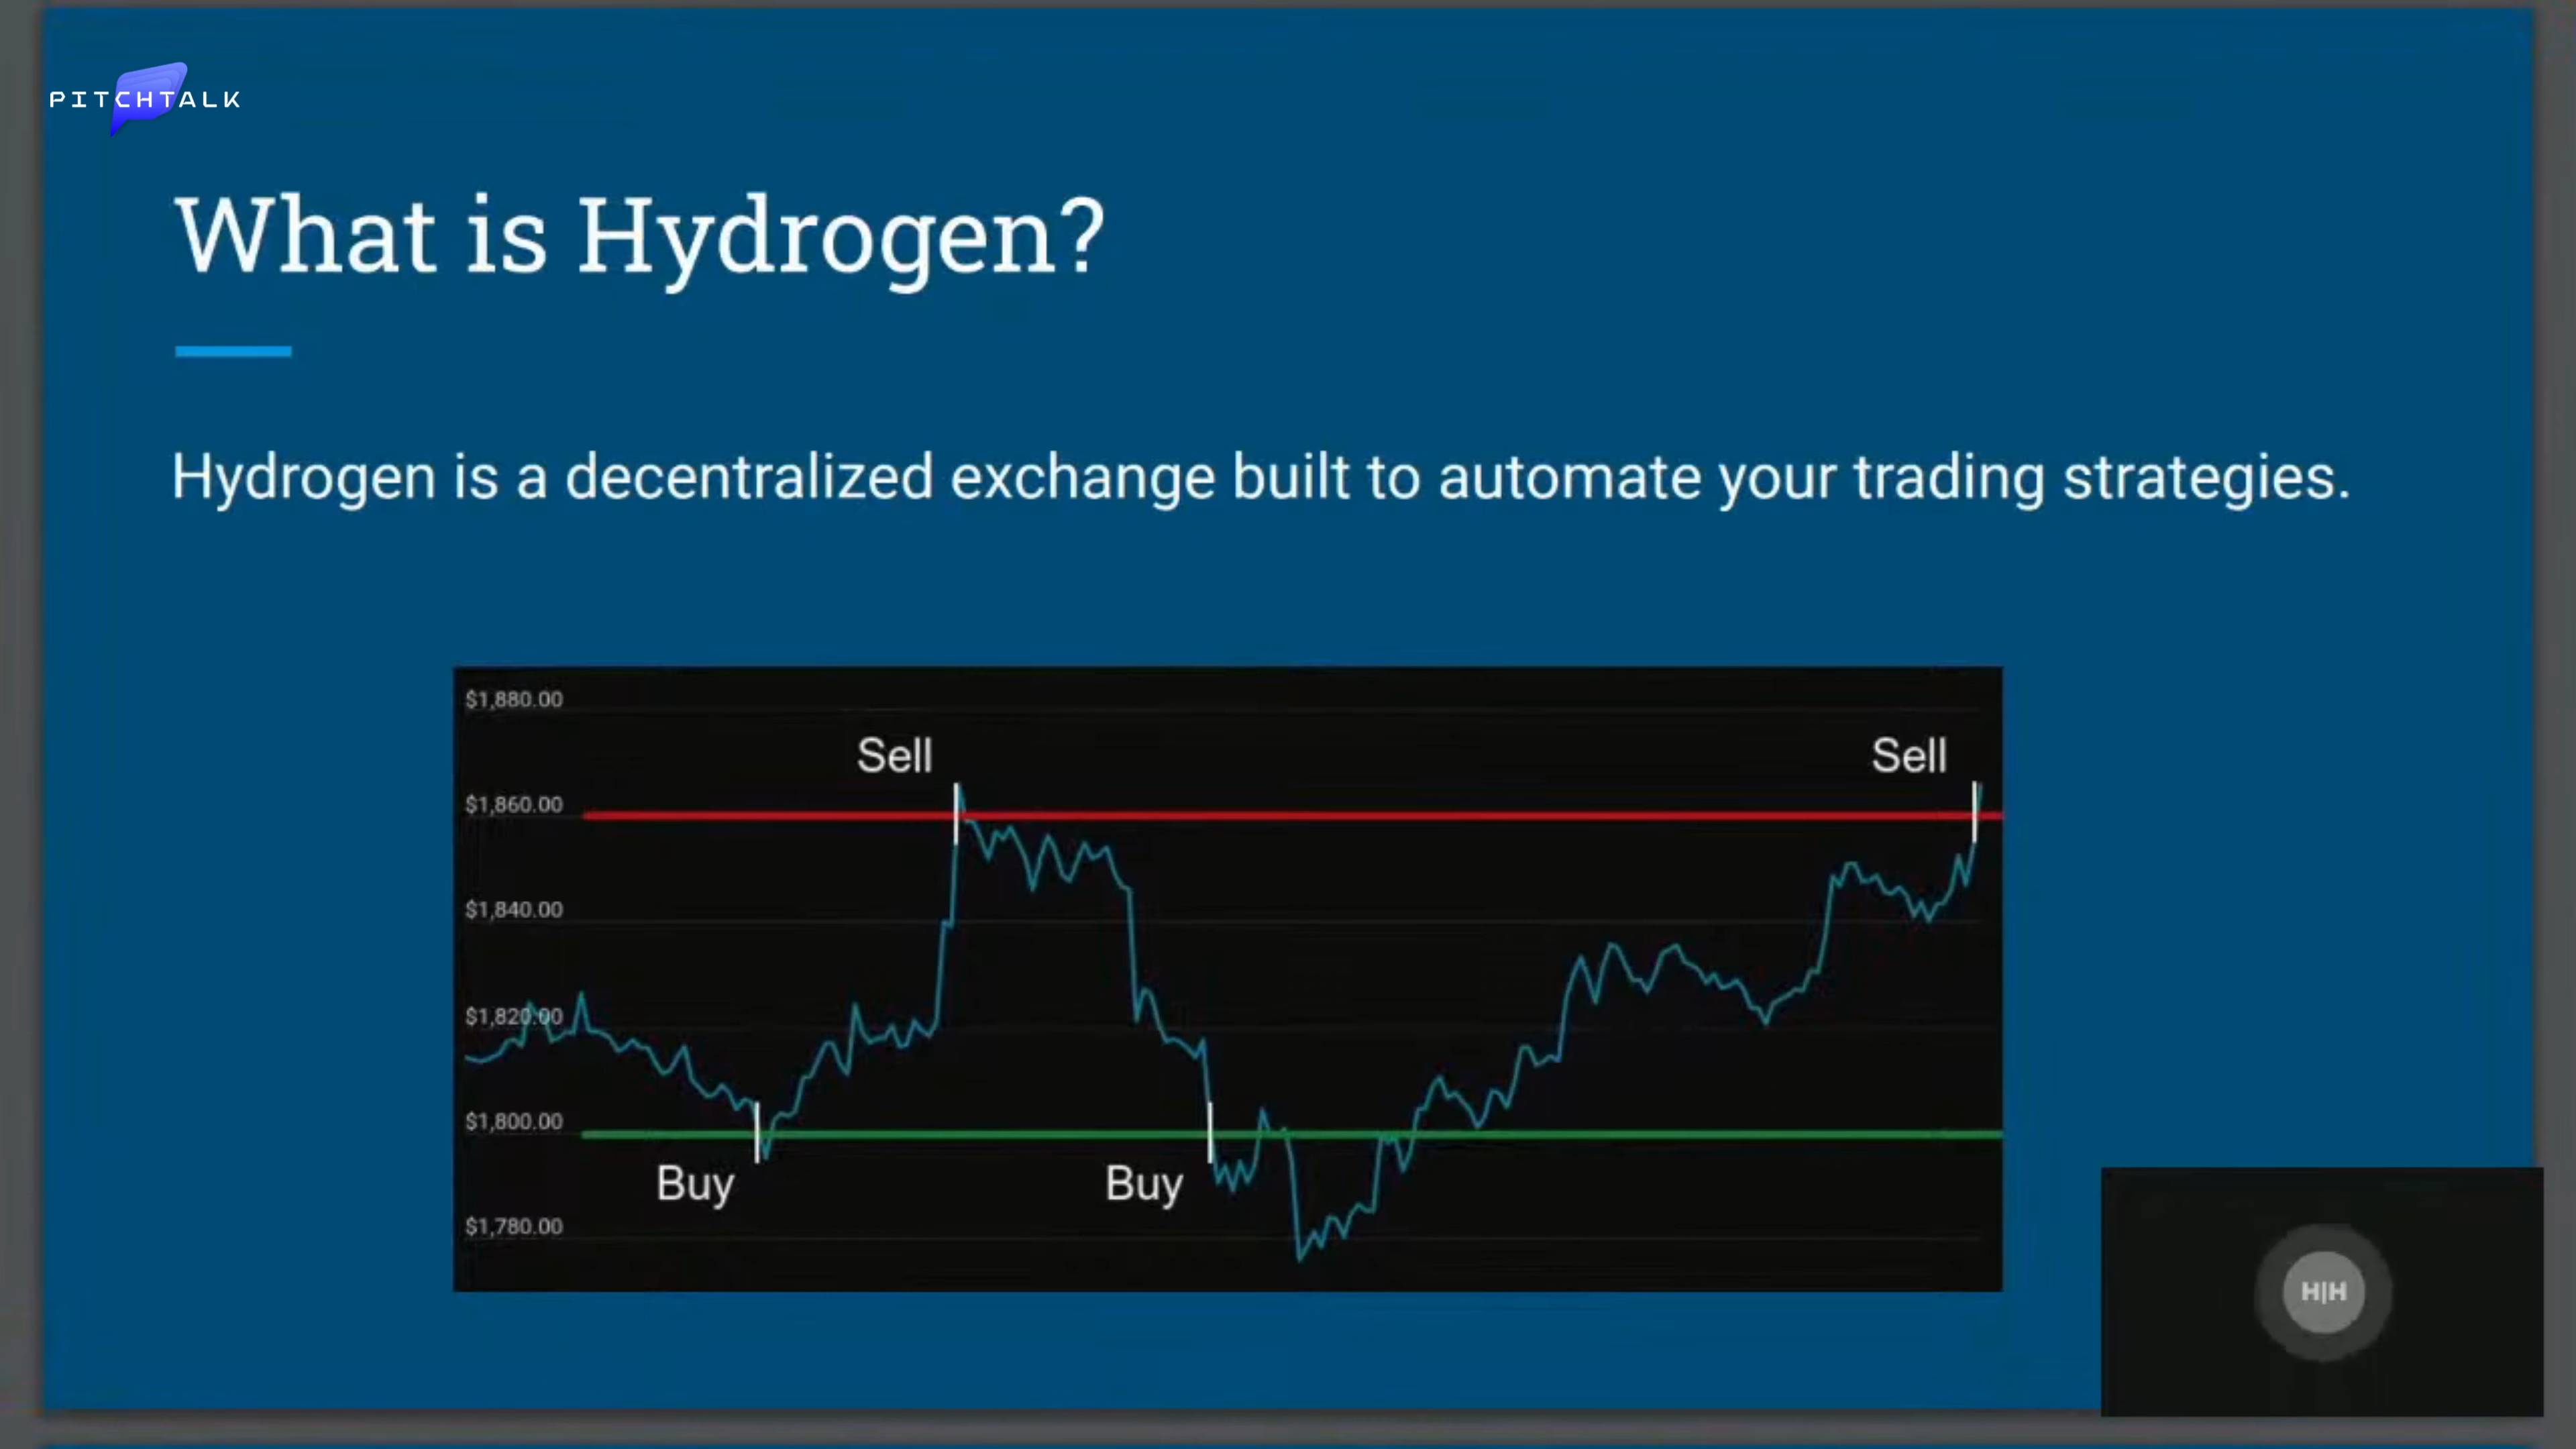 PITCHTALK
What is Hydrogen?
Hydrogen is a decentralized exchange built to automate your trading strategies.
$1,880.00
Sell
Sell
$1,860.00
$1,840.00
$1,820.00
$1,800.00
Buy
Buy
$1,780.00
H|H